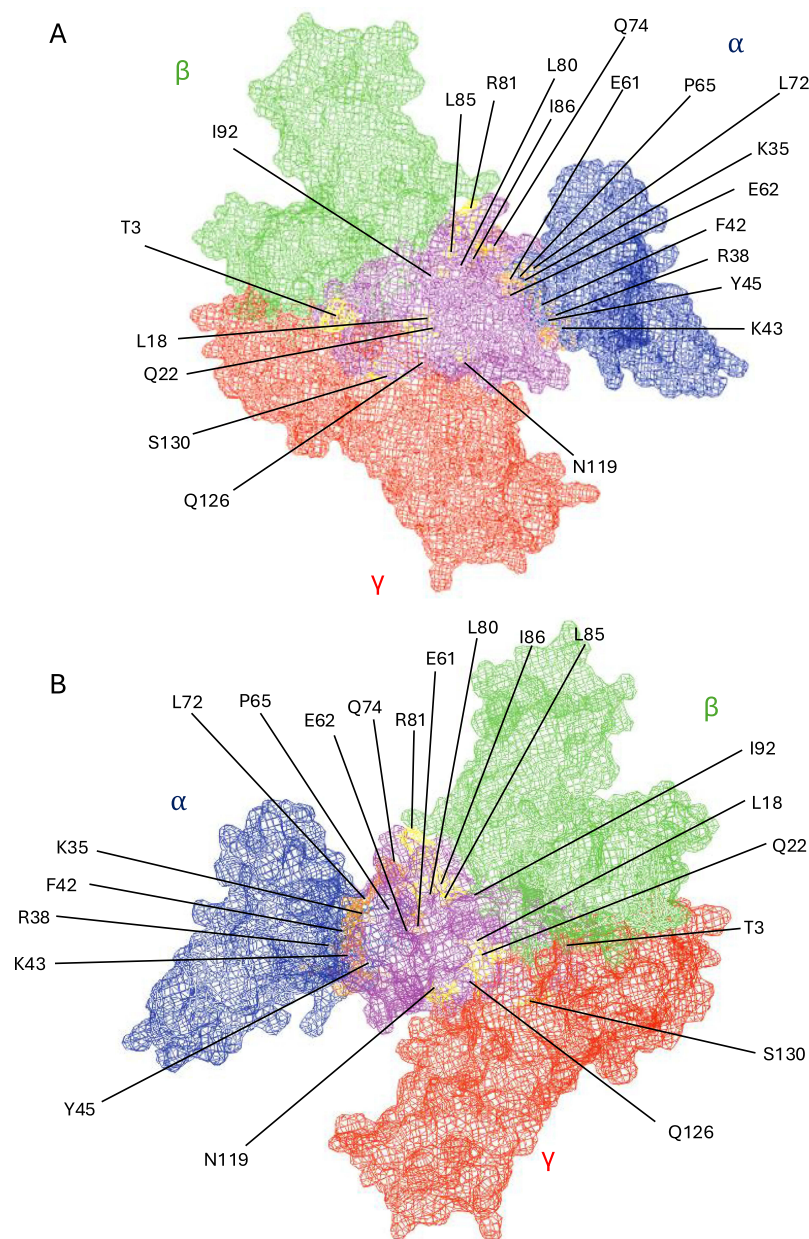 A
Q74
α
β
L80
E61
P65
L72
R81
L85
I86
I92
K35
E62
T3
F42
R38
Y45
K43
L18
Q22
S130
N119
Q126
γ
B
L80
I86
L85
E61
L72
P65
Q74
E62
R81
β
I92
α
L18
K35
Q22
F42
R38
T3
K43
S130
Y45
Q126
N119
γ